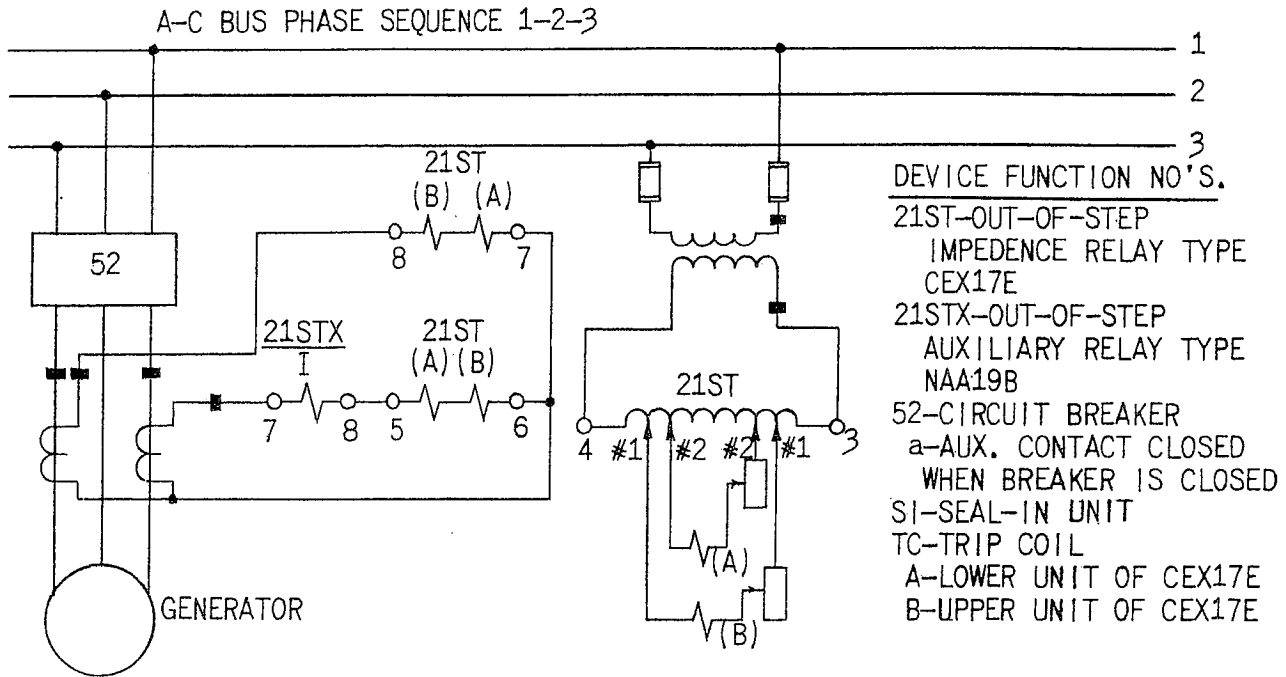 A-C BUS PHASE SEQUENCE 1-2-3
1
2
3
21ST
(B) (A)
8 7
52
21STX
I
21ST
(A) (B)
7 8 5 6
GENERATOR
21ST
4 #1 #2 #2 #1 3
(A)
(B)
DEVICE FUNCTION NO'S.
21ST-OUT-OF-STEP
IMPEDENCE RELAY TYPE
CEX17E
21STX-OUT-OF-STEP
AUXILIARY RELAY TYPE
NAA19B
52-CIRCUIT BREAKER
a-AUX. CONTACT CLOSED
WHEN BREAKER IS CLOSED
SI-SEAL-IN UNIT
TC-TRIP COIL
A-LOWER UNIT OF CEX17E
B-UPPER UNIT OF CEX17E